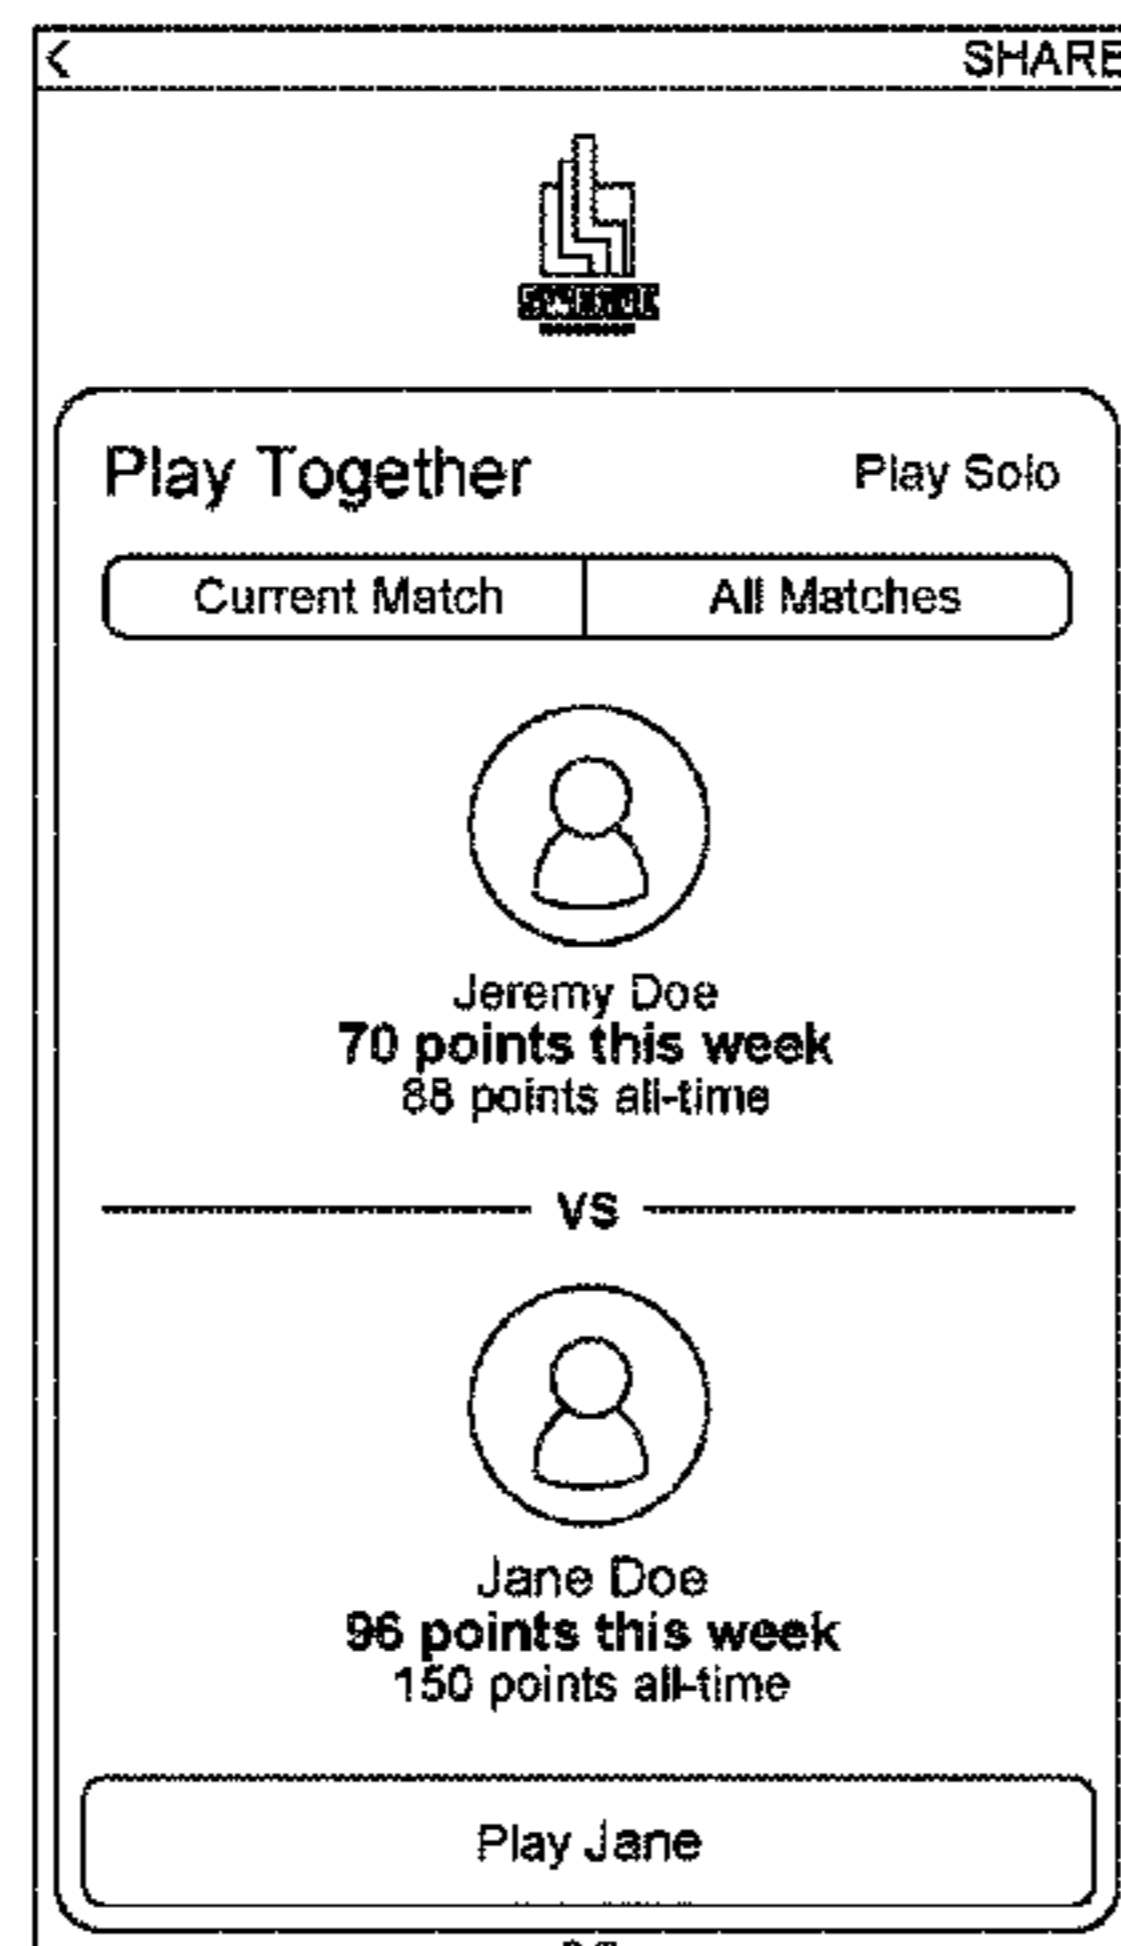 SHARE
Play Together
Play Solo
Current Match
All Matches
Jeremy Doe
70 points this week
88 points all-time
VS
Jane Doe
96 points this week
150 points all-time
Play Jane